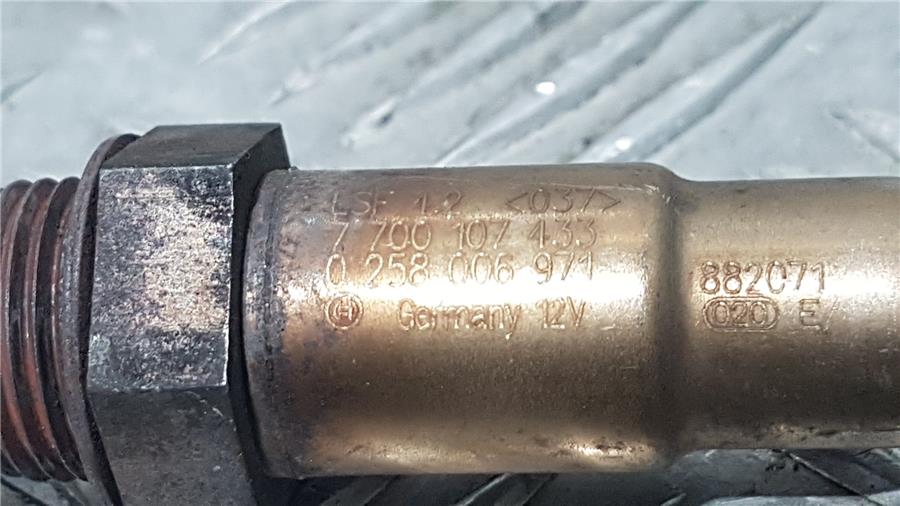 LSF 4.2 <037>
7 700 107 433
0 258 006 971
Germany 12V
882071
020 E